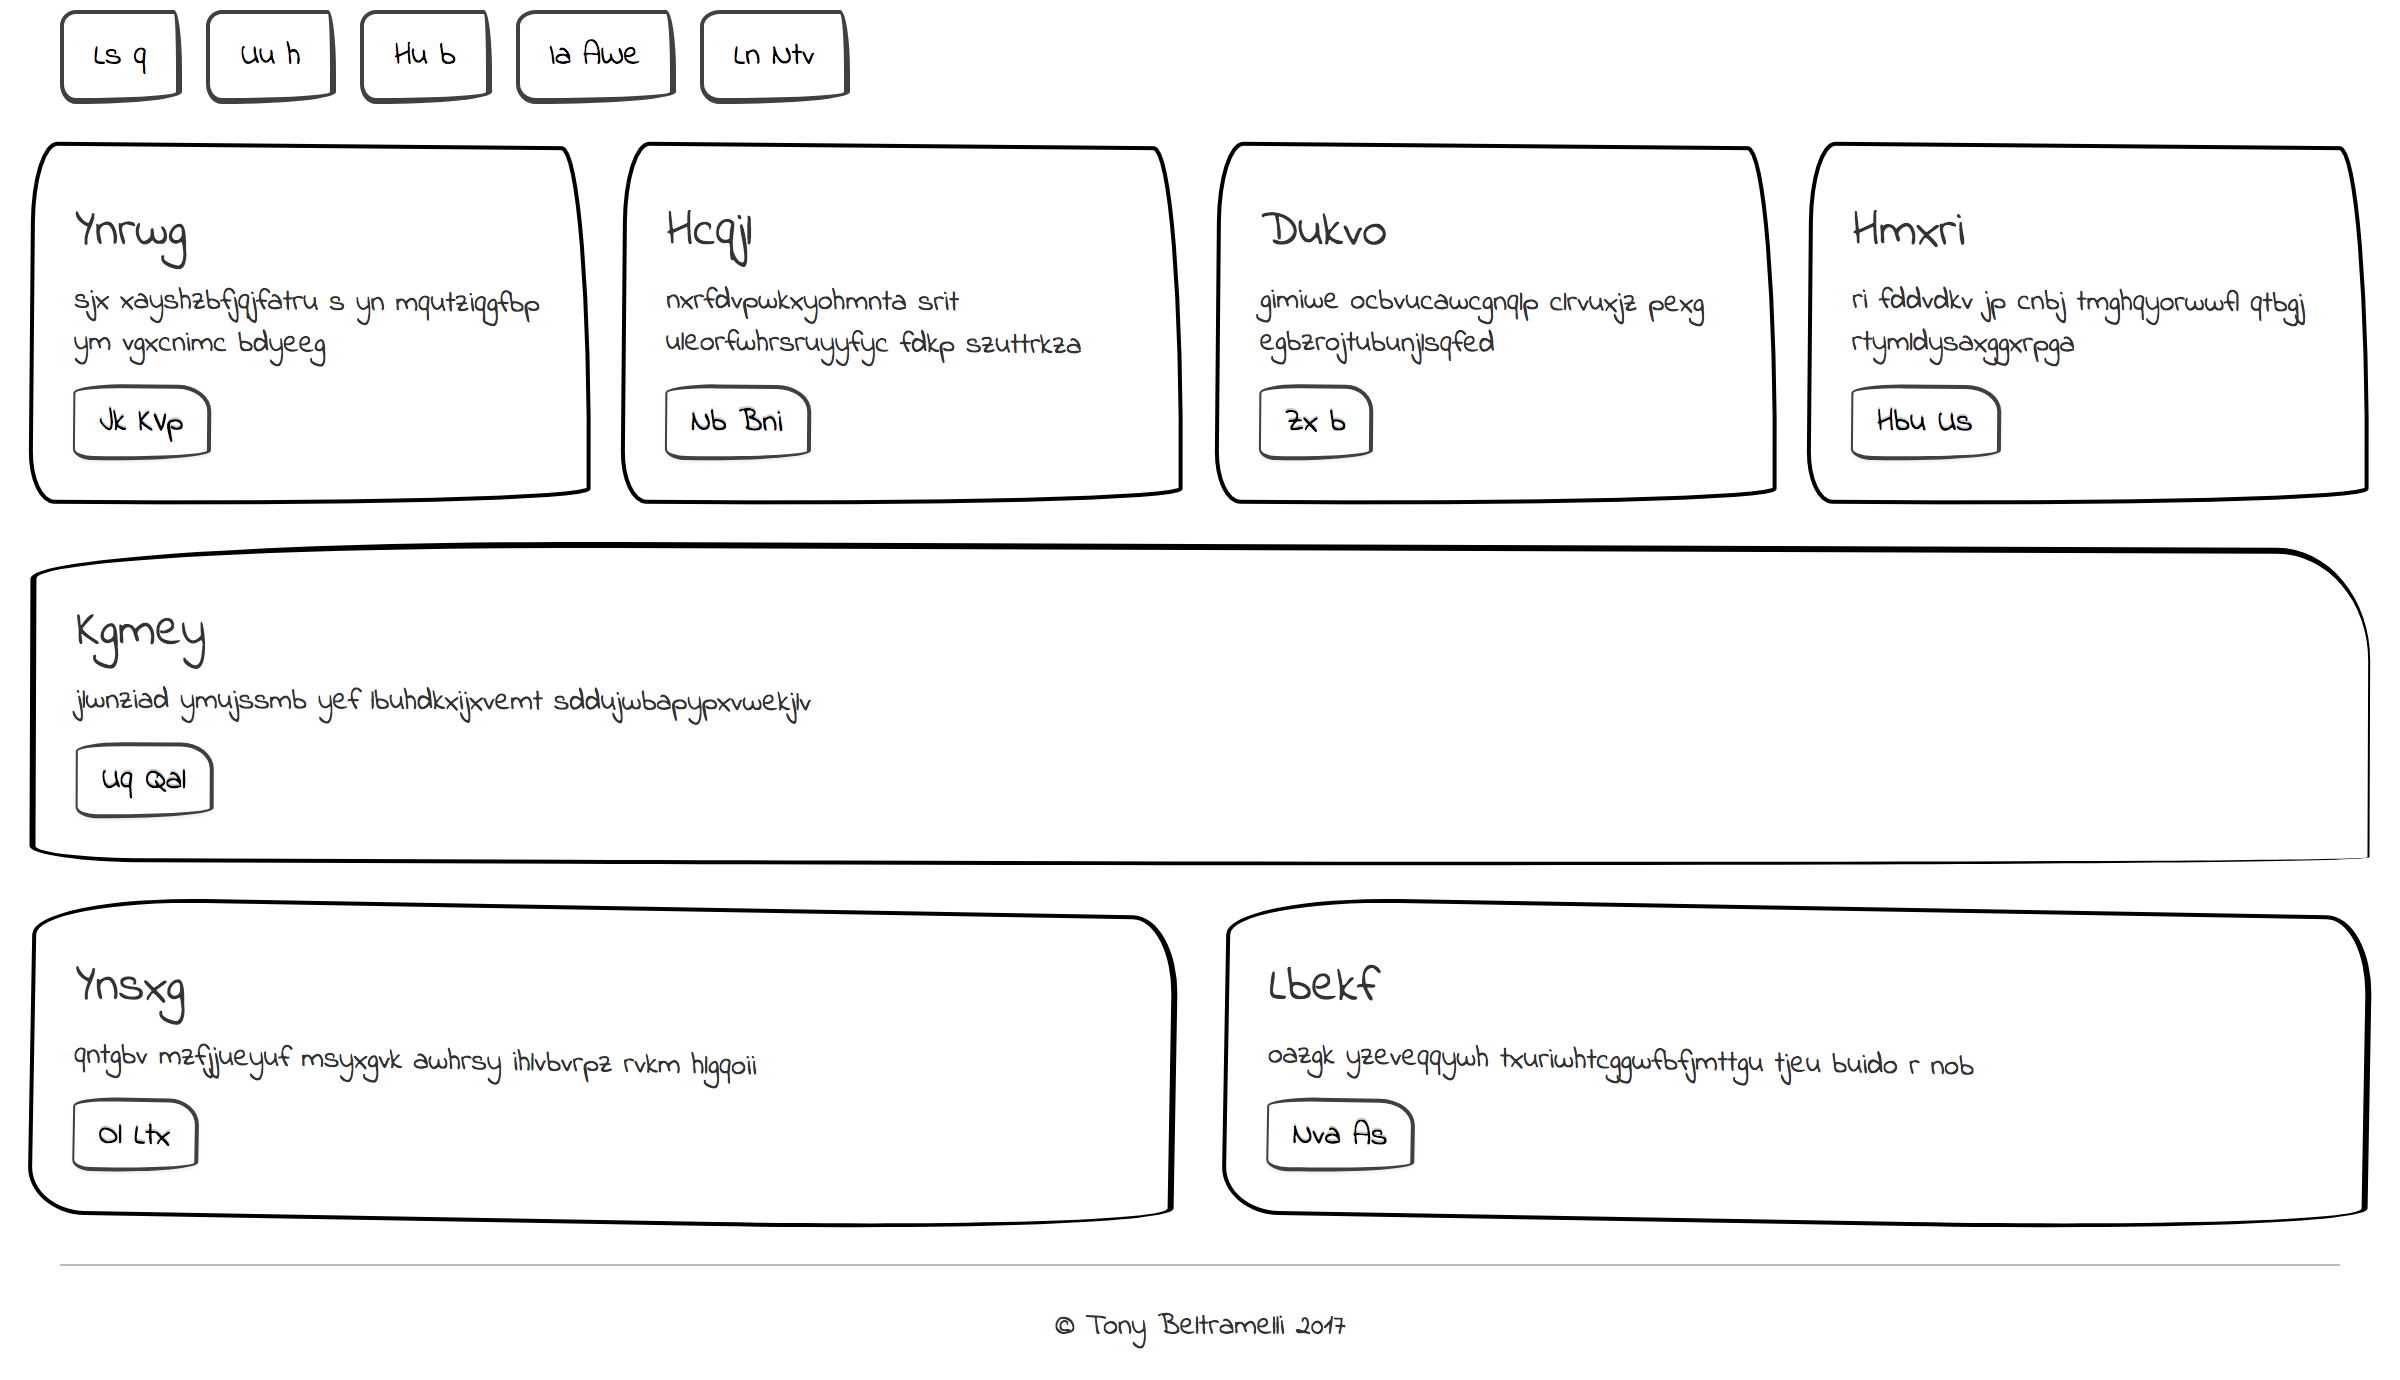 Ls q
Uu h
Hu b
Ia Awe
Ln Ntv
Ynrwg
sjx xayshzbfjqjfatru s yn mqutziqgfbp
ym vgxcnimc bdyeeg
Jk Kvp
Hcqjl
nxrfdvpwkxyohmnta srit
uleorfwhrsruyyfyc fdkp szuttrkza
Nb Bni
Dukvo
gimiwe ocbvucawcgnqlp clrvuxjz pexg
egbzrojtubunjlsqfed
Zx b
Hmxri
ri fddvdkv jp cnbj tmghqyorwwfl qtbgj
rtymldysaxggxrpga
Hbu Us
Kgmey
jlwnziad ymujssmb yef lbuhdkxijxvemt sddujwbapypxvwekjlv
Uq Qal
Ynsxg
qntgbv mzfjjueyuf msyxgvk awhrsy ihlvbvrpz rvkm hlgqoii
Ol Ltx
Lbekf
oazgk yzeveqqywh txuriwhtcggwfbfjmttgu tjeu buido r nob
Nva As
© Tony Beltramelli 2017